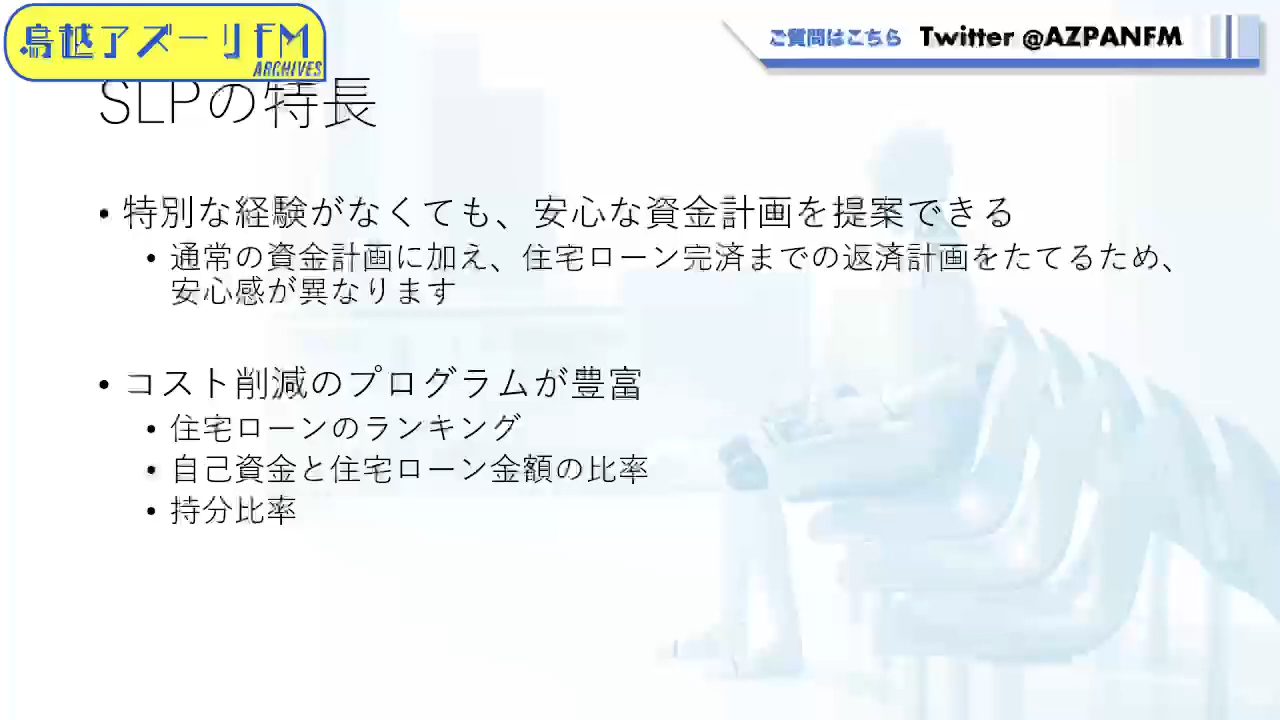 鳥越アズーリFM
ARCHIVES
ご質問はこちら Twitter @AZPANFM
SLPの特長
• 特別な経験がなくても、安心な資金計画を提案できる
• 通常の資金計画に加え、住宅ローン完済までの返済計画をたてるため、
安心感が異なります
• コスト削減のプログラムが豊富
• 住宅ローンのランキング
• 自己資金と住宅ローン金額の比率
• 持分比率